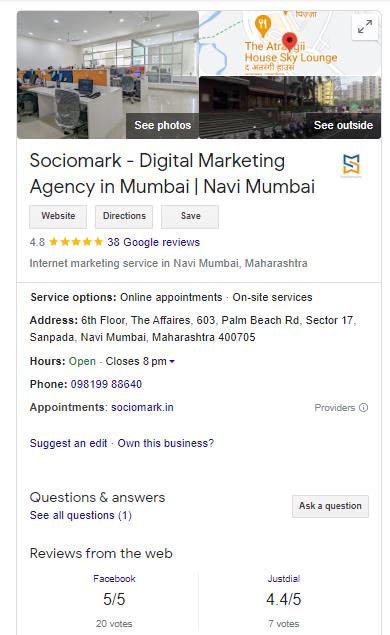 पिज़्ज़ा
The Atrangii
House Sky Lounge
द अतरंगी हाउस
See photos
See outside
Sociomark - Digital Marketing
Agency in Mumbai | Navi Mumbai
Website
Directions
Save
4.8 38 Google reviews
Internet marketing service in Navi Mumbai, Maharashtra
Service options: Online appointments · On-site services
Address: 6th Floor, The Affaires, 603, Palm Beach Rd, Sector 17,
Sanpada, Navi Mumbai, Maharashtra 400705
Hours: Open · Closes 8 pm
Phone: 098199 88640
Appointments: sociomark.in
Providers
Suggest an edit · Own this business?
Questions & answers
See all questions (1)
Ask a question
Reviews from the web
Facebook
5/5
20 votes
Justdial
4.4/5
7 votes